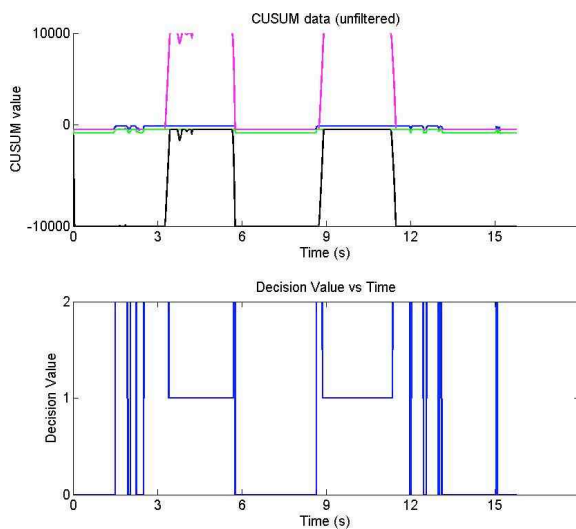 CUSUM data (unfiltered)
10000
0
-10000
CUSUM value
0 3 6 9 12 15
Time (s)
Decision Value vs Time
2
1
0
Decision Value
0 3 6 9 12 15
Time (s)